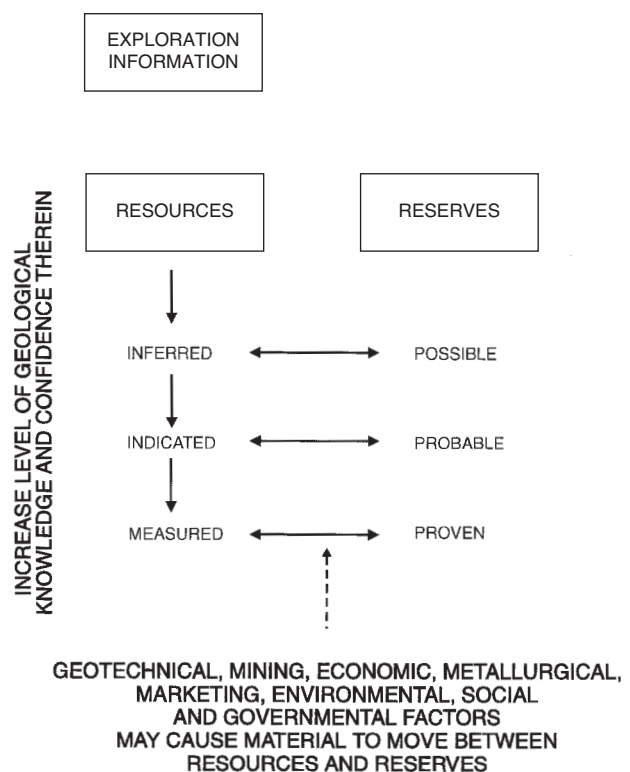 EXPLORATION
INFORMATION
RESOURCES
RESERVES
INCREASE LEVEL OF GEOLOGICAL
KNOWLEDGE AND CONFIDENCE THEREIN
INFERRED
POSSIBLE
INDICATED
PROBABLE
MEASURED
PROVEN
GEOTECHNICAL, MINING, ECONOMIC, METALLURGICAL,
MARKETING, ENVIRONMENTAL, SOCIAL
AND GOVERNMENTAL FACTORS
MAY CAUSE MATERIAL TO MOVE BETWEEN
RESOURCES AND RESERVES